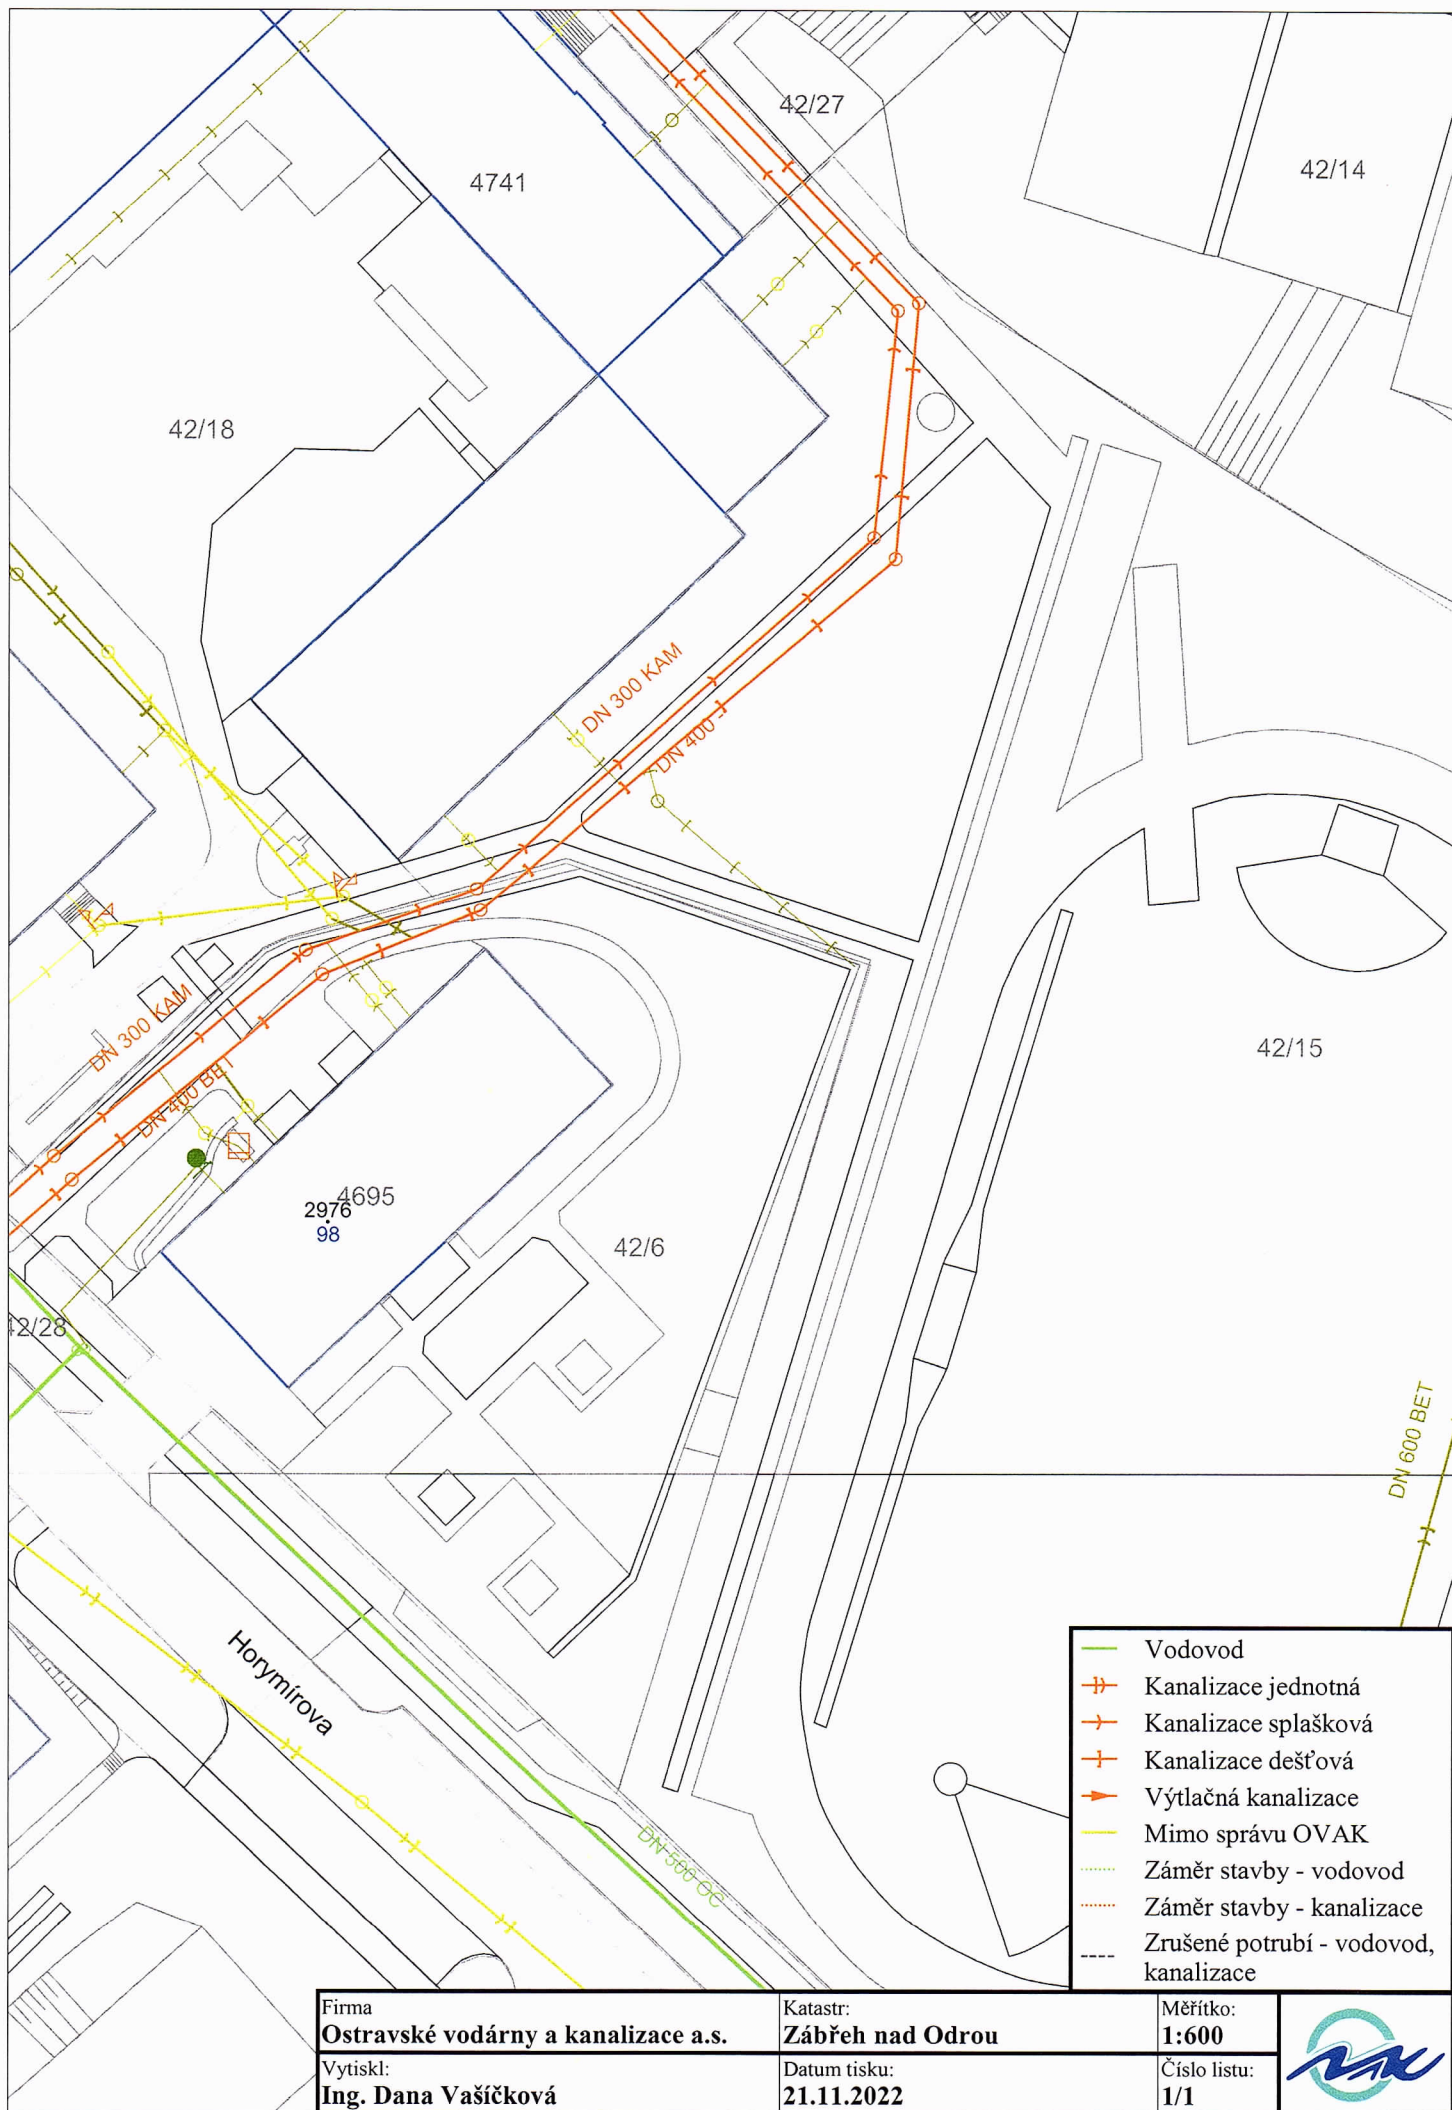 42/27
42/14
4741
42/18
DN 300 KAM
DN 400 -
DN 300 KAM
DN 400 BET
42/15
4695
2976
98
42/6
42/28
DN 600 BET
Horymírova
DN 500 OC
Vodovod
Kanalizace jednotná
Kanalizace splašková
Kanalizace dešťová
Výtlačná kanalizace
Mimo správu OVAK
Záměr stavby - vodovod
Záměr stavby - kanalizace
Zrušené potrubí - vodovod,
kanalizace
Firma
Ostravské vodárny a kanalizace a.s.
Katastr:
Zábřeh nad Odrou
Měřítko:
1:600
Vytiskl:
Ing. Dana Vašíčková
Datum tisku:
21.11.2022
Číslo listu:
1/1